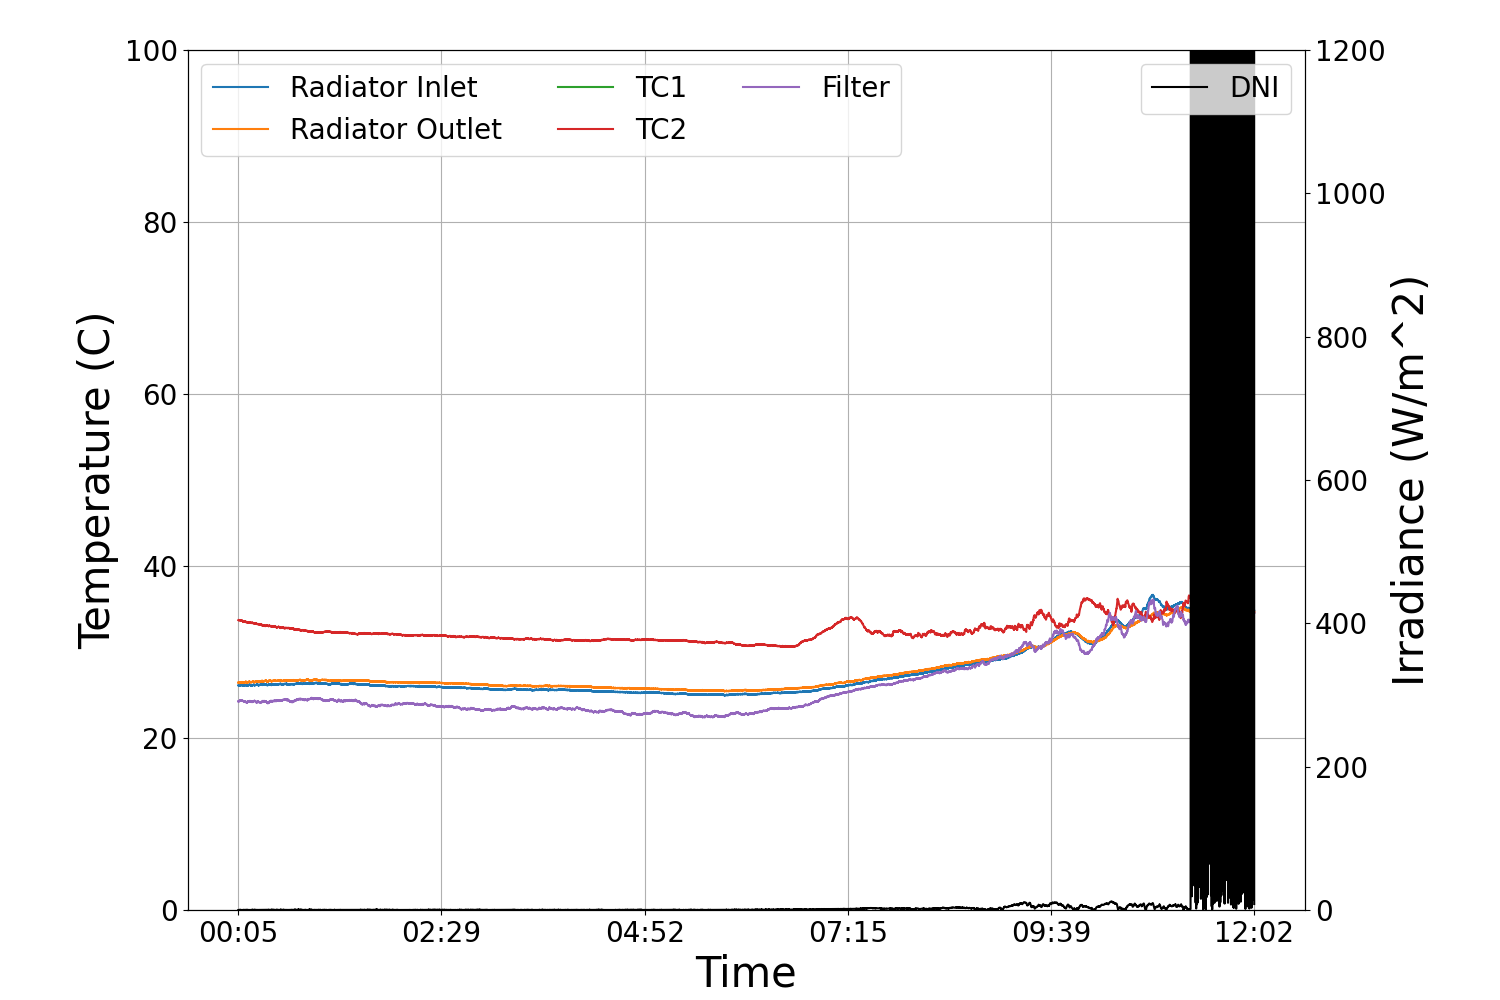 100
80
60
40
20
0
Temperature (C)
Radiator Inlet
Radiator Outlet
TC1
TC2
Filter
DNI
1200
1000
800
600
400
200
0
Irradiance (W/m^2)
00:05 02:29 04:52 07:15 09:39 12:02
Time